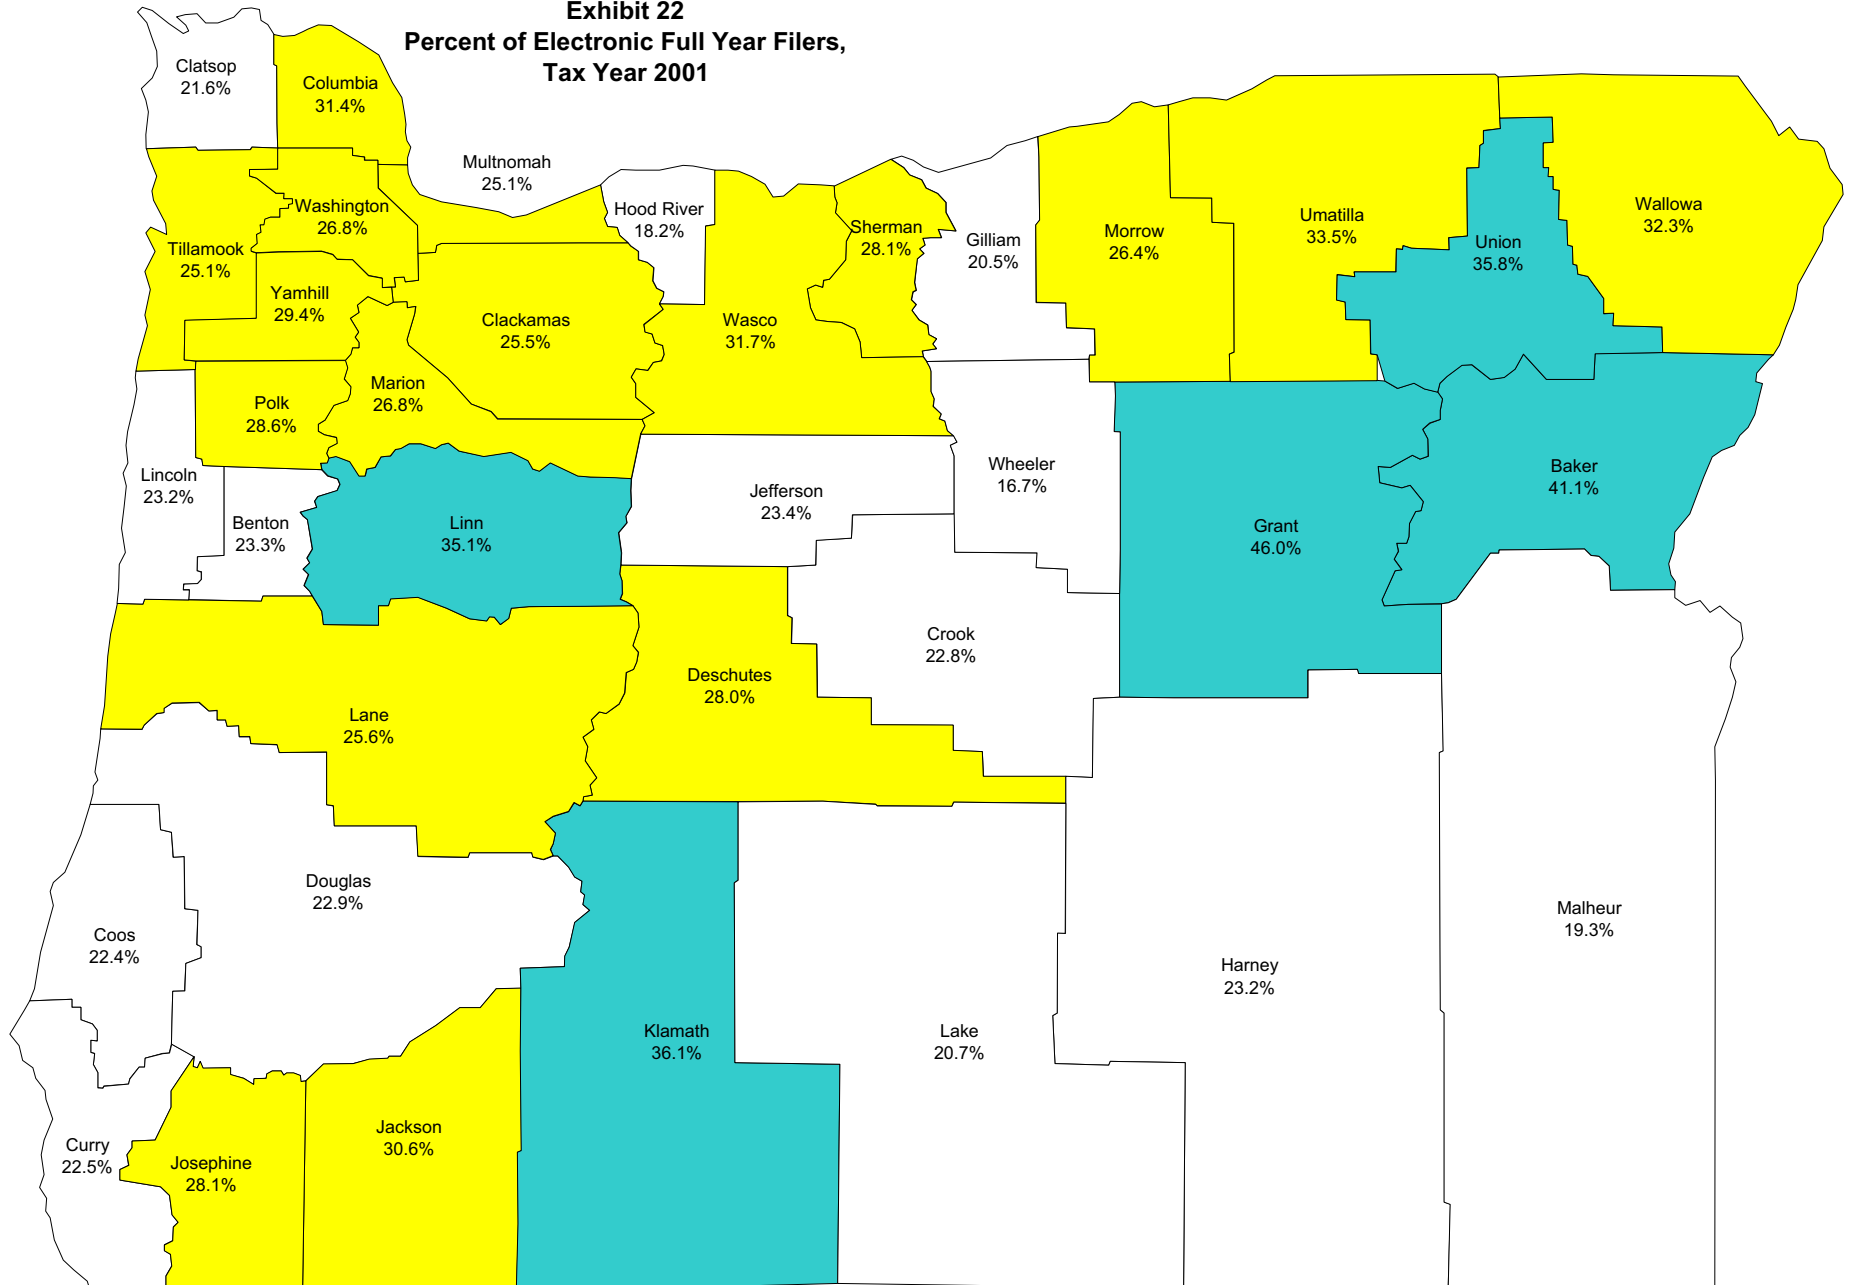 Exhibit 22
Percent of Electronic Full Year Filers,
Tax Year 2001
Clatsop
21.6%
Columbia
31.4%
Multnomah
25.1%
Hood River
18.2%
Washington
26.8%
Tillamook
25.1%
Yamhill
29.4%
Clackamas
25.5%
Wasco
31.7%
Sherman
28.1%
Gilliam
20.5%
Morrow
26.4%
Umatilla
33.5%
Union
35.8%
Wallowa
32.3%
Polk
28.6%
Marion
26.8%
Lincoln
23.2%
Benton
23.3%
Linn
35.1%
Jefferson
23.4%
Wheeler
16.7%
Grant
46.0%
Baker
41.1%
Lane
25.6%
Deschutes
28.0%
Crook
22.8%
Douglas
22.9%
Coos
22.4%
Klamath
36.1%
Lake
20.7%
Harney
23.2%
Malheur
19.3%
Curry
22.5%
Josephine
28.1%
Jackson
30.6%